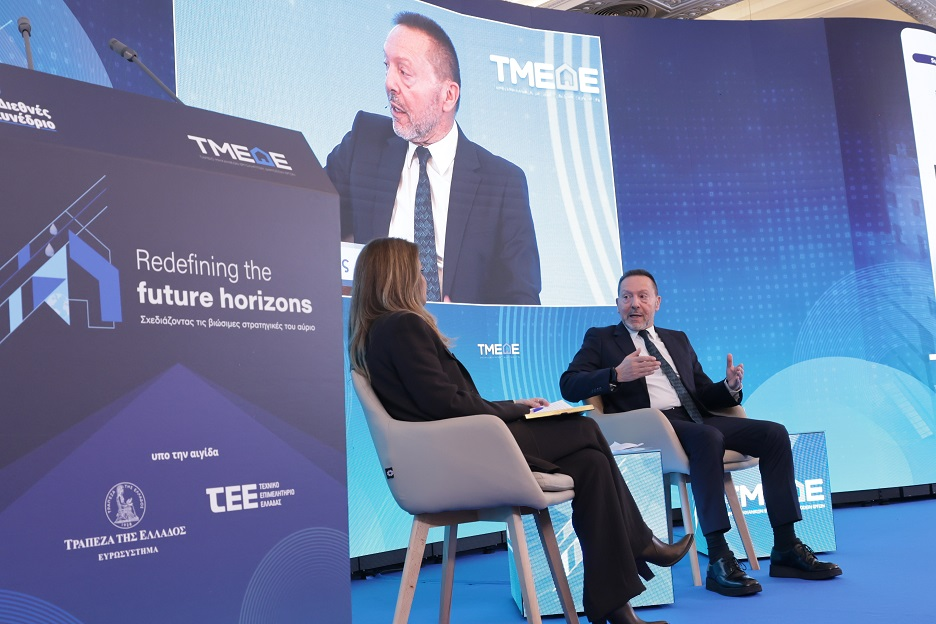 Διεθνές
Συνέδριο
ΤΜΕΔΕ
Redefining the
future horizons
Σχεδιάζοντας τις βιώσιμες στρατηγικές του αύριο
υπο την αιγίδα
ΤΡΑΠΕΖΑ ΤΗΣ ΕΛΛΑΔΟΣ
ΕΥΡΩΣΥΣΤΗΜΑ
ΤΕΕ
ΤΕΧΝΙΚΟ
ΕΠΙΜΕΛΗΤΗΡΙΟ
ΕΛΛΑΔΑΣ
ΤΜΕΔΕ
ΤΜΕΔΕ
ΤΜΕΔΕ